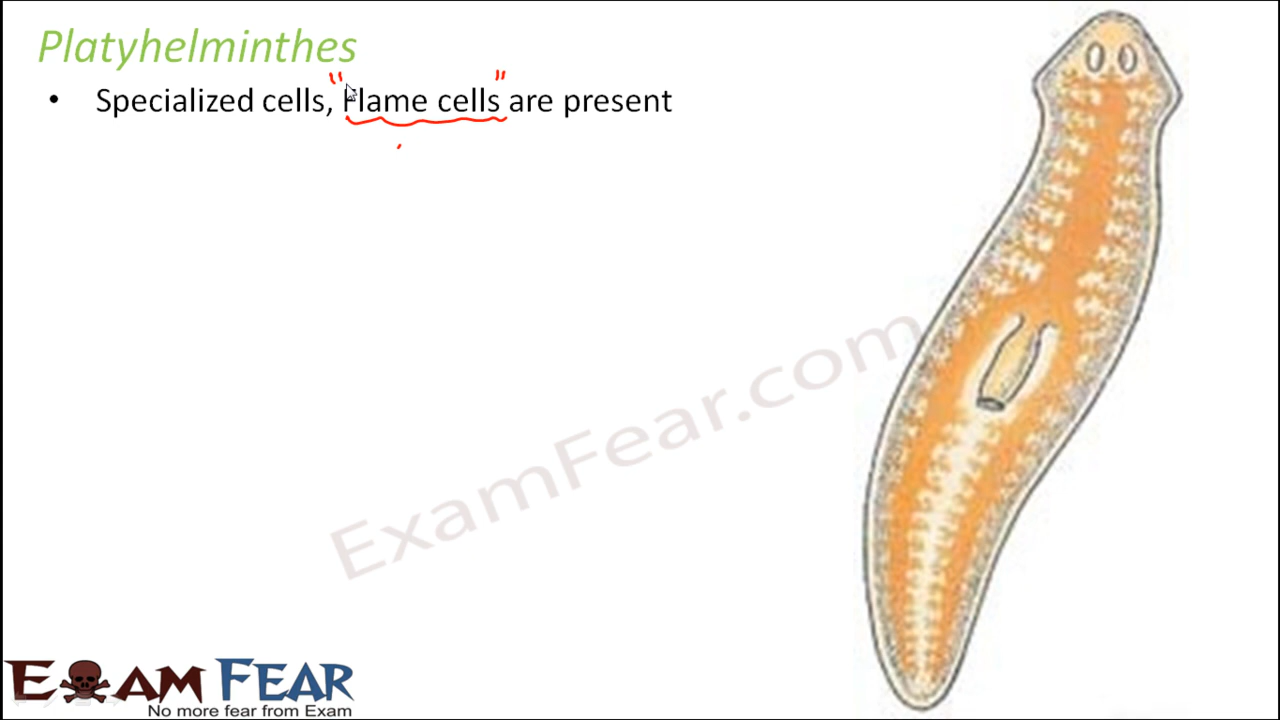 Platyhelminthes
• Specialized cells, "Flame cells" are present
ExamFear.com
EXAM FEAR
No more fear from Exam